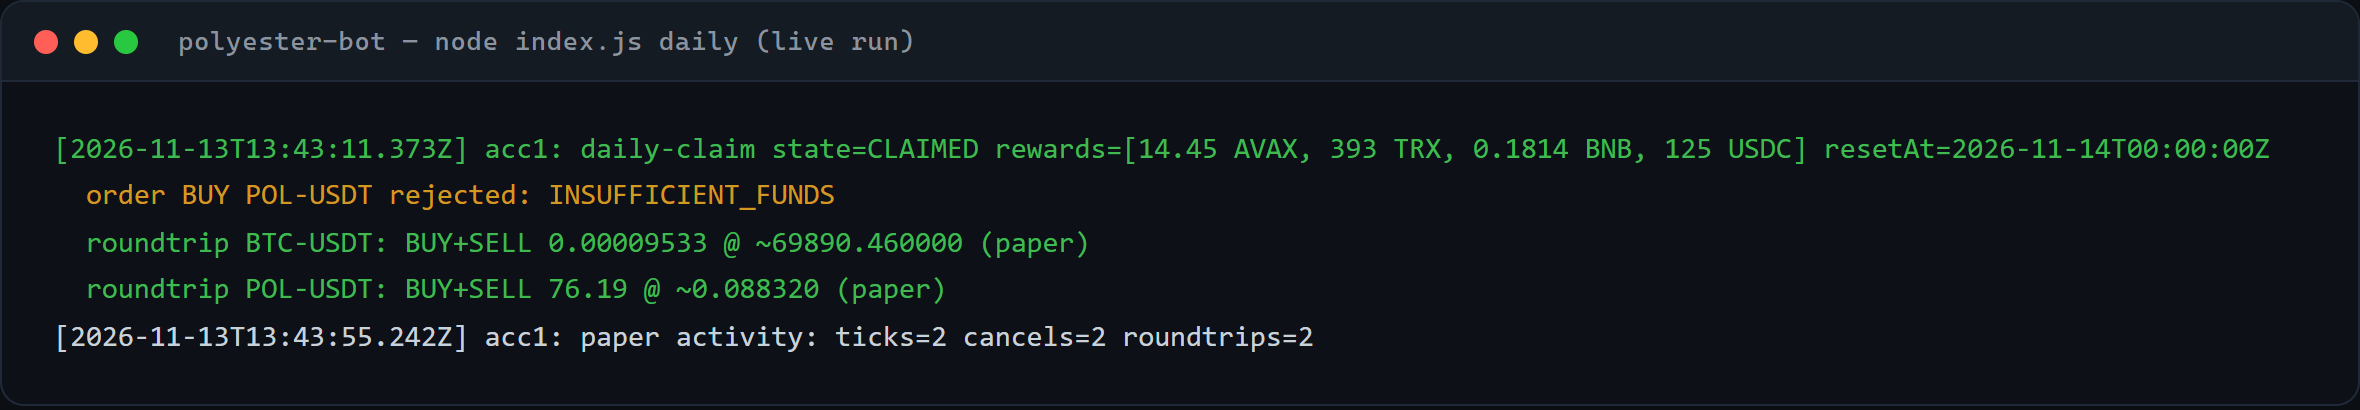 polyester-bot — node index.js daily (live run)
[2026-11-13T13:43:11.373Z] acc1: daily-claim state=CLAIMED rewards=[14.45 AVAX, 393 TRX, 0.1814 BNB, 125 USDC] resetAt=2026-11-14T00:00:00Z
order BUY POL-USDT rejected: INSUFFICIENT_FUNDS
roundtrip BTC-USDT: BUY+SELL 0.00009533 @ ~69890.460000 (paper)
roundtrip POL-USDT: BUY+SELL 76.19 @ ~0.088320 (paper)
[2026-11-13T13:43:55.242Z] acc1: paper activity: ticks=2 cancels=2 roundtrips=2